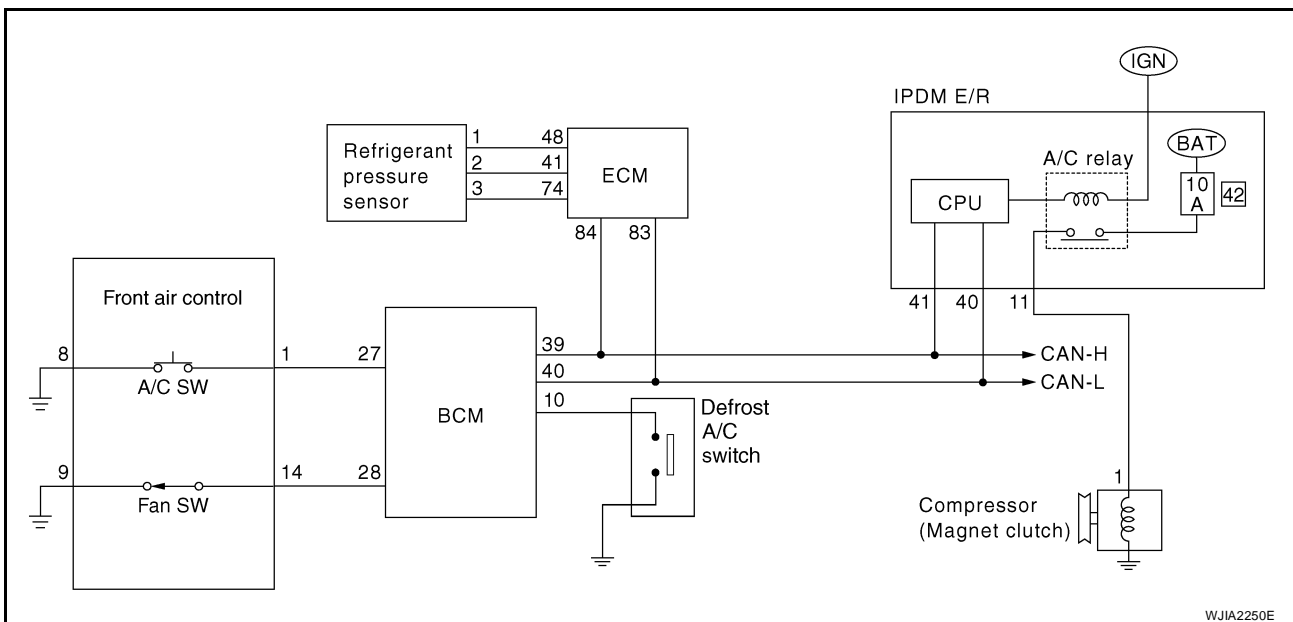 IGN
IPDM E/R
BAT
A/C relay
10
A
42
CPU
Refrigerant
pressure
sensor
1
2
3
48
41
74
ECM
84
83
41
40
11
Front air control
8
A/C SW
1
27
9
Fan SW
14
28
BCM
39
40
10
CAN-H
CAN-L
Defrost
A/C
switch
1
Compressor
(Magnet clutch)
WJIA2250E